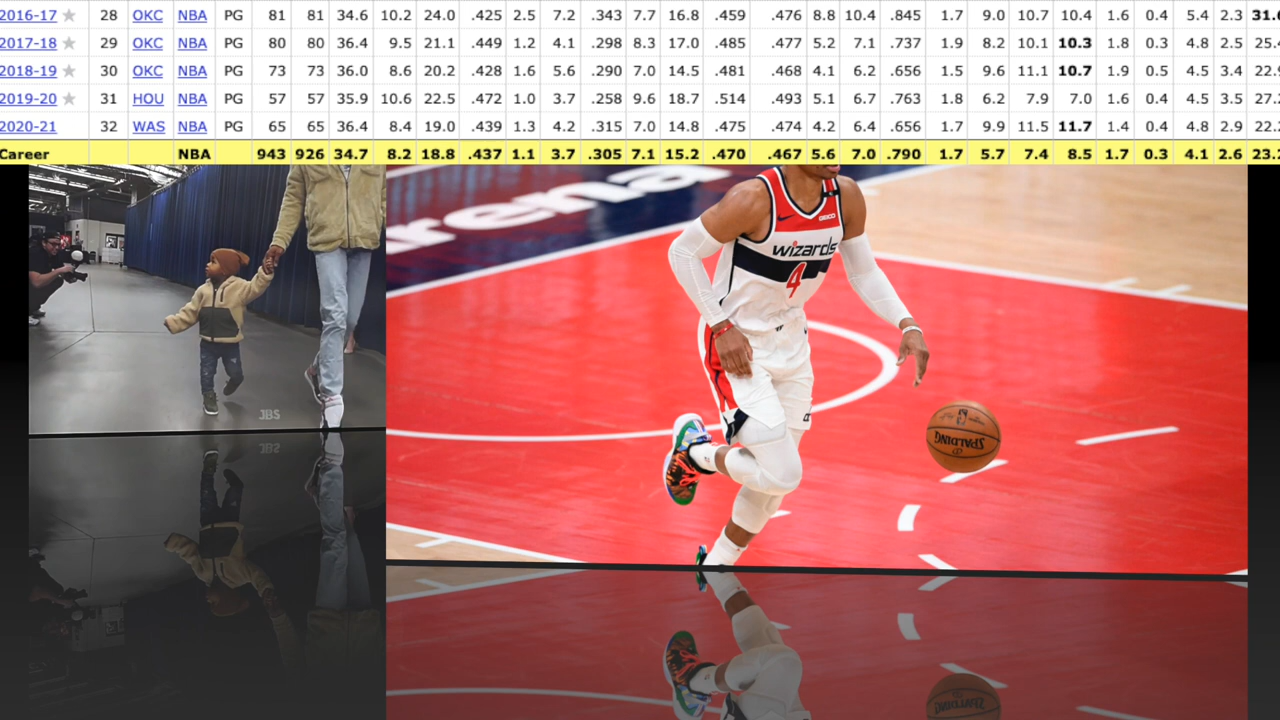 2016-17 ★ 28 OKC NBA PG 81 81 34.6 10.2 24.0 .425 2.5 7.2 .343 7.7 16.8 .459 .476 8.8 10.4 .845 1.7 9.0 10.7 10.4 1.6 0.4 5.4 2.3 31.
2017-18 ★ 29 OKC NBA PG 80 80 36.4 9.5 21.1 .449 1.2 4.1 .298 8.3 17.0 .485 .477 5.2 7.1 .737 1.9 8.2 10.1 10.3 1.8 0.3 4.8 2.5 25.
2018-19 ★ 30 OKC NBA PG 73 73 36.0 8.6 20.2 .428 1.6 5.6 .290 7.0 14.5 .481 .468 4.1 6.2 .656 1.5 9.6 11.1 10.7 1.9 0.5 4.5 3.4 22.
2019-20 ★ 31 HOU NBA PG 57 57 35.9 10.6 22.5 .472 1.0 3.7 .258 9.6 18.7 .514 .493 5.1 6.7 .763 1.8 6.2 7.9 7.0 1.6 0.4 4.5 3.5 27.
2020-21 32 WAS NBA PG 65 65 36.4 8.4 19.0 .439 1.3 4.2 .315 7.0 14.8 .475 .474 4.2 6.4 .656 1.7 9.9 11.5 11.7 1.4 0.4 4.8 2.9 22.
Career NBA 943 926 34.7 8.2 18.8 .437 1.1 3.7 .305 7.1 15.2 .470 .467 5.6 7.0 .790 1.7 5.7 7.4 8.5 1.7 0.3 4.1 2.6 23.
rena
GEICO
wizards
4
SPALDING
JBS